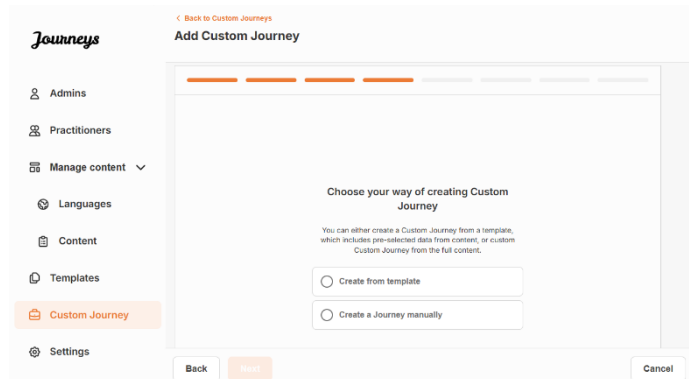 Journeys
Admins
Practitioners
Manage content
Languages
Content
Templates
Custom Journey
Settings
Back to Custom Journeys
Add Custom Journey
Choose your way of creating Custom
Journey
You can either create a Custom Journey from a template,
which includes pre-selected data from content, or custom
Custom Journey from the full content.
Create from template
Create a Journey manually
Back
Next
Cancel